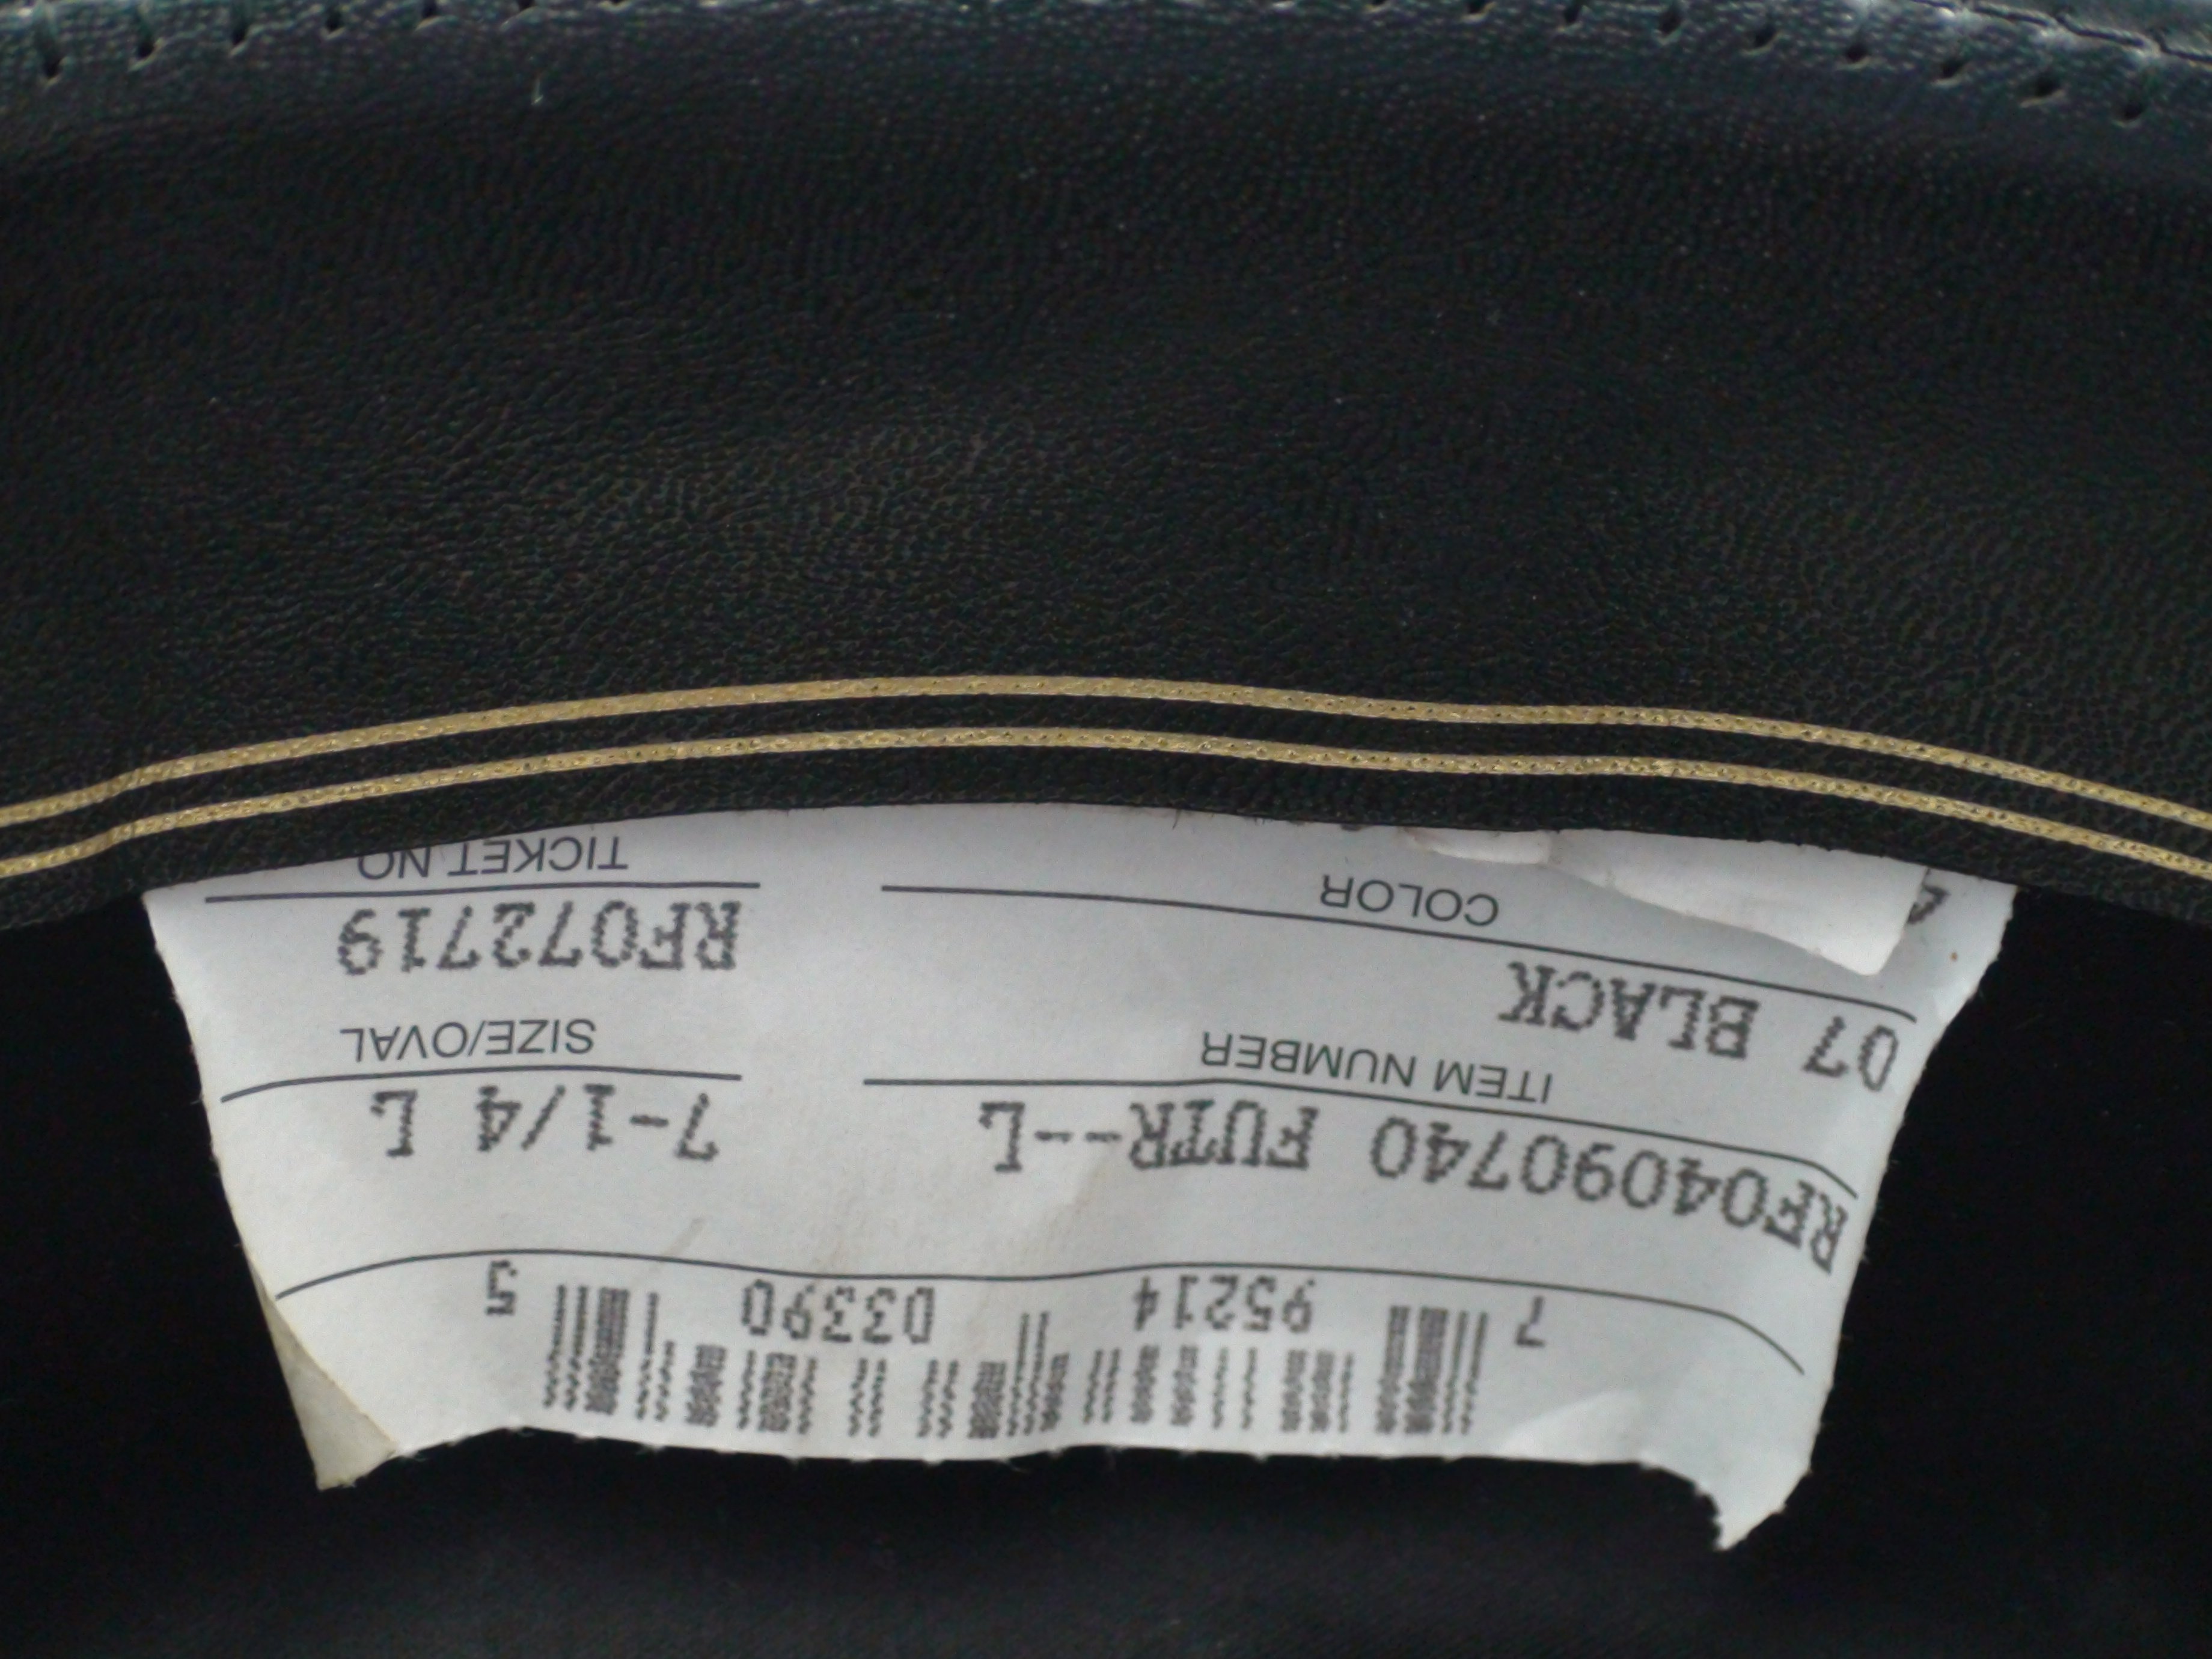 7 95214 03390 5
RF04090740 FUTR--L 7-1/4 L
ITEM NUMBER SIZE/OVAL
07 BLACK RF072719
COLOR TICKET NO